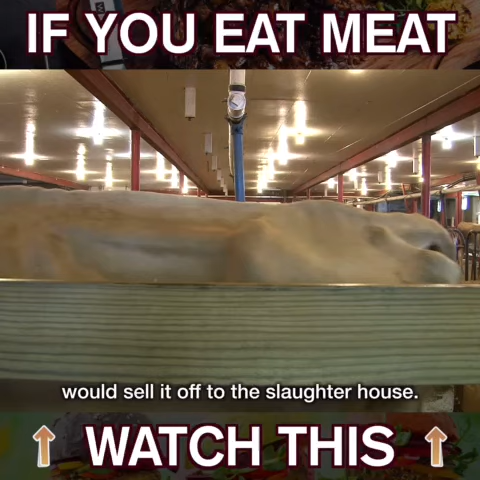 IF YOU EAT MEAT
would sell it off to the slaughter house.
WATCH THIS